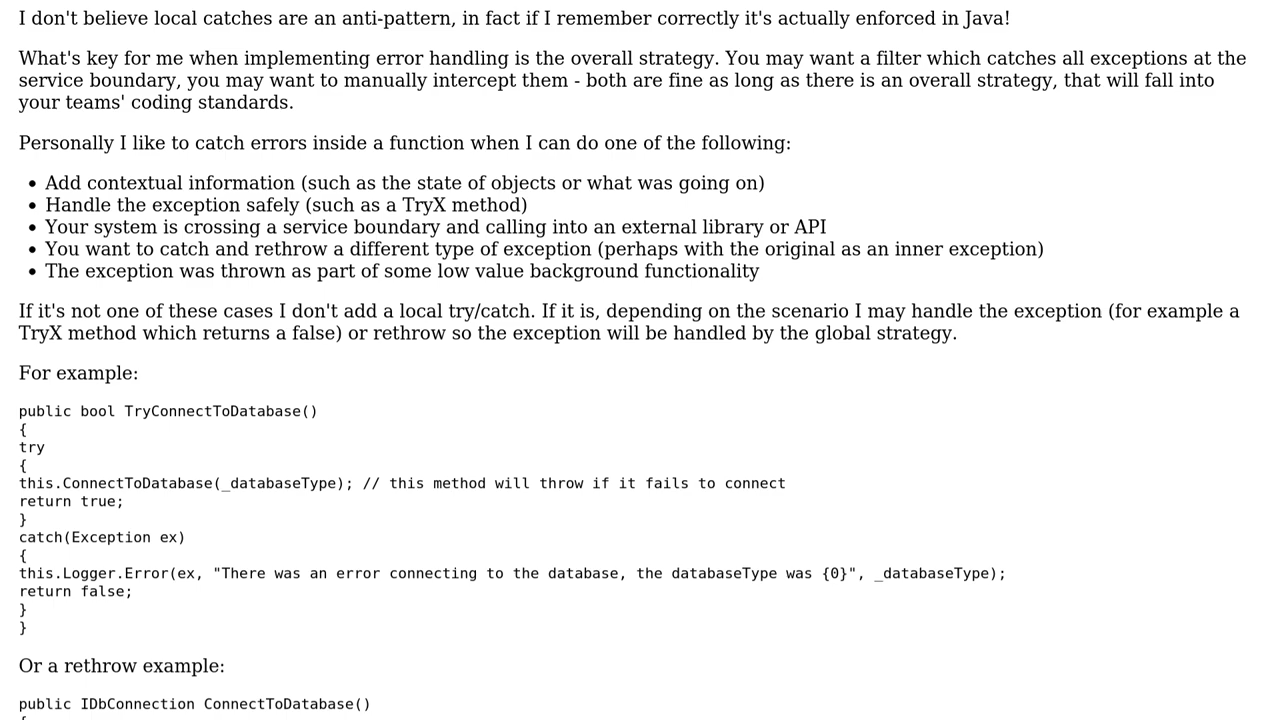 I don't believe local catches are an anti-pattern, in fact if I remember correctly it's actually enforced in Java!
What's key for me when implementing error handling is the overall strategy. You may want a filter which catches all exceptions at the
service boundary, you may want to manually intercept them - both are fine as long as there is an overall strategy, that will fall into
your teams' coding standards.
Personally I like to catch errors inside a function when I can do one of the following:
• Add contextual information (such as the state of objects or what was going on)
• Handle the exception safely (such as a TryX method)
• Your system is crossing a service boundary and calling into an external library or API
• You want to catch and rethrow a different type of exception (perhaps with the original as an inner exception)
• The exception was thrown as part of some low value background functionality
If it's not one of these cases I don't add a local try/catch. If it is, depending on the scenario I may handle the exception (for example a
TryX method which returns a false) or rethrow so the exception will be handled by the global strategy.
For example:
public bool TryConnectToDatabase()
{
try
{
this.ConnectToDatabase(_databaseType); // this method will throw if it fails to connect
return true;
}
catch(Exception ex)
{
this.Logger.Error(ex, "There was an error connecting to the database, the databaseType was {0}", _databaseType);
return false;
}
}
Or a rethrow example:
public IDbConnection ConnectToDatabase()
{